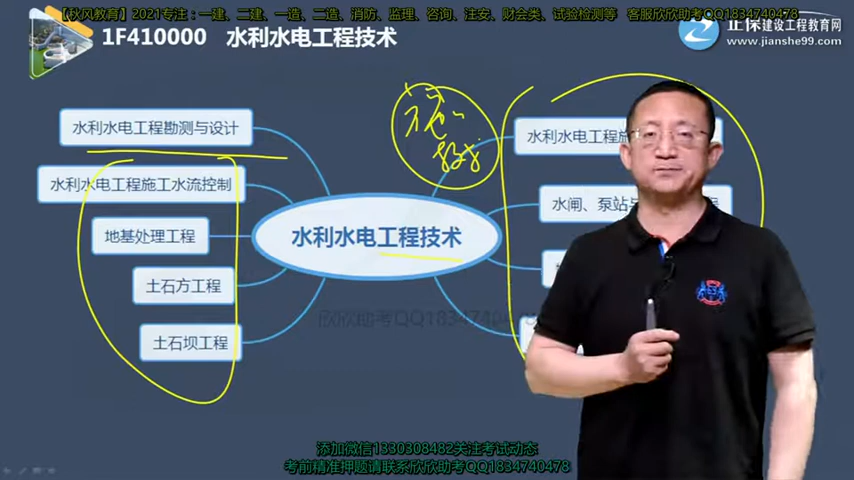 【秋风教育】2021专注:一建、二建、一造、二造、消防、监理、咨询、注安、财会类、试验检测等 客服欣欣助考QQ1834740478
1F410000 水利水电工程技术
正保建设工程教育网
www.jianshe99.com
水利水电工程勘测与设计
水利水电工程施工水流控制
地基处理工程
土石方工程
土石坝工程
水利水电工程技术
水利水电工程施
水闸、泵站
欣欣助考QQ18347404
添加微信1330308482关注考试动态
考前精准押题请联系欣欣助考QQ1834740478